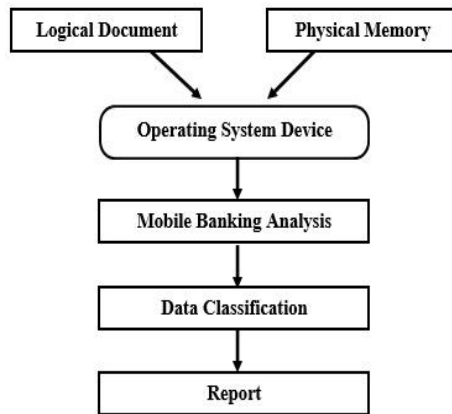 Logical Document
Physical Memory
Operating System Device
Mobile Banking Analysis
Data Classification
Report